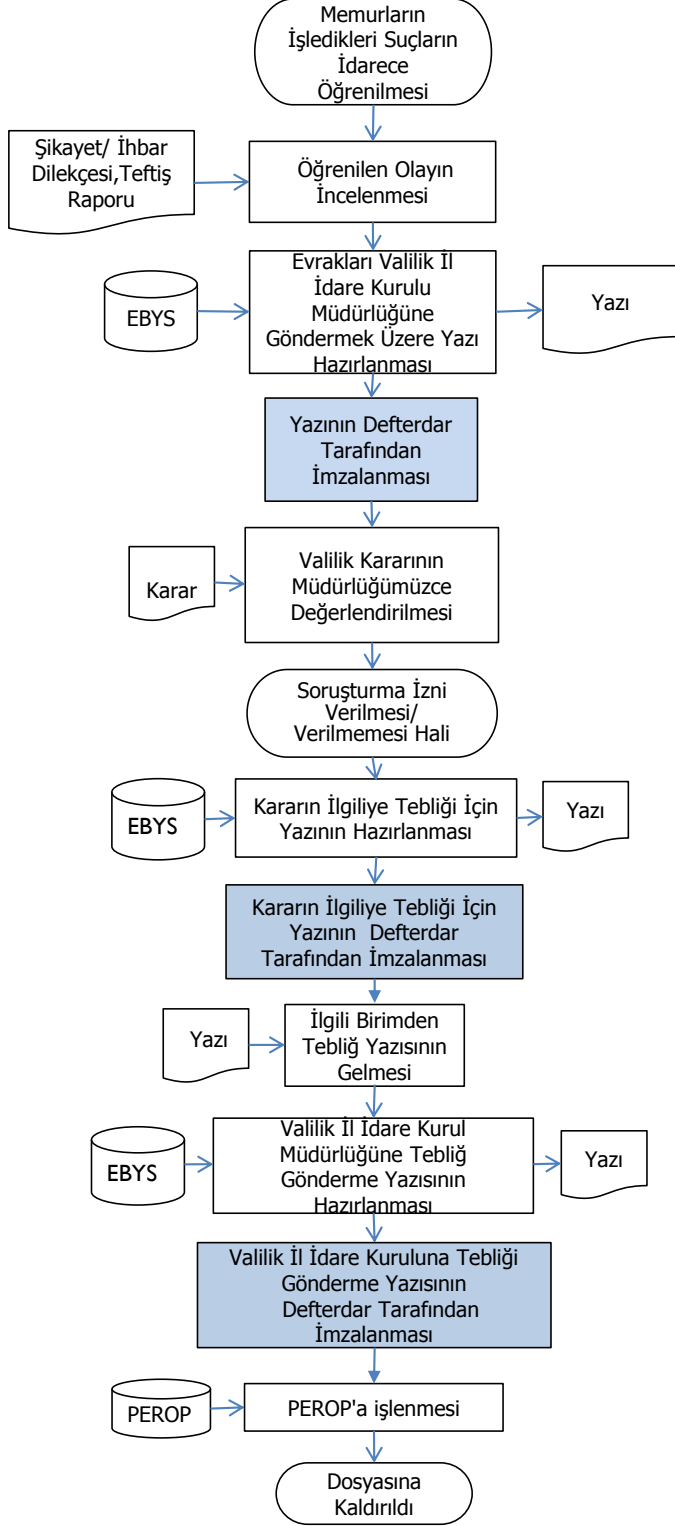 Memurların
İşledikleri Suçların
İdarece
Öğrenilmesi
Şikayet/ İhbar
Dilekçesi,Teftiş
Raporu
Öğrenilen Olayın
İncelenmesi
EBYS
Evrakları Valilik İl
İdare Kurulu
Müdürlüğüne
Göndermek Üzere Yazı
Hazırlanması
Yazı
Yazının Defterdar
Tarafından
İmzalanması
Karar
Valilik Kararının
Müdürlüğümüzce
Değerlendirilmesi
Soruşturma İzni
Verilmesi/
Verilmemesi Hali
EBYS
Kararın İlgiliye Tebliği İçin
Yazının Hazırlanması
Yazı
Kararın İlgiliye Tebliği İçin
Yazının Defterdar
Tarafından İmzalanması
Yazı
İlgili Birimden
Tebliğ Yazısının
Gelmesi
EBYS
Valilik İl İdare Kurul
Müdürlüğüne Tebliğ
Gönderme Yazısının
Hazırlanması
Yazı
Valilik İl İdare Kuruluna Tebliği
Gönderme Yazısının
Defterdar Tarafından
İmzalanması
PEROP
PEROP'a işlenmesi
Dosyasına
Kaldırıldı